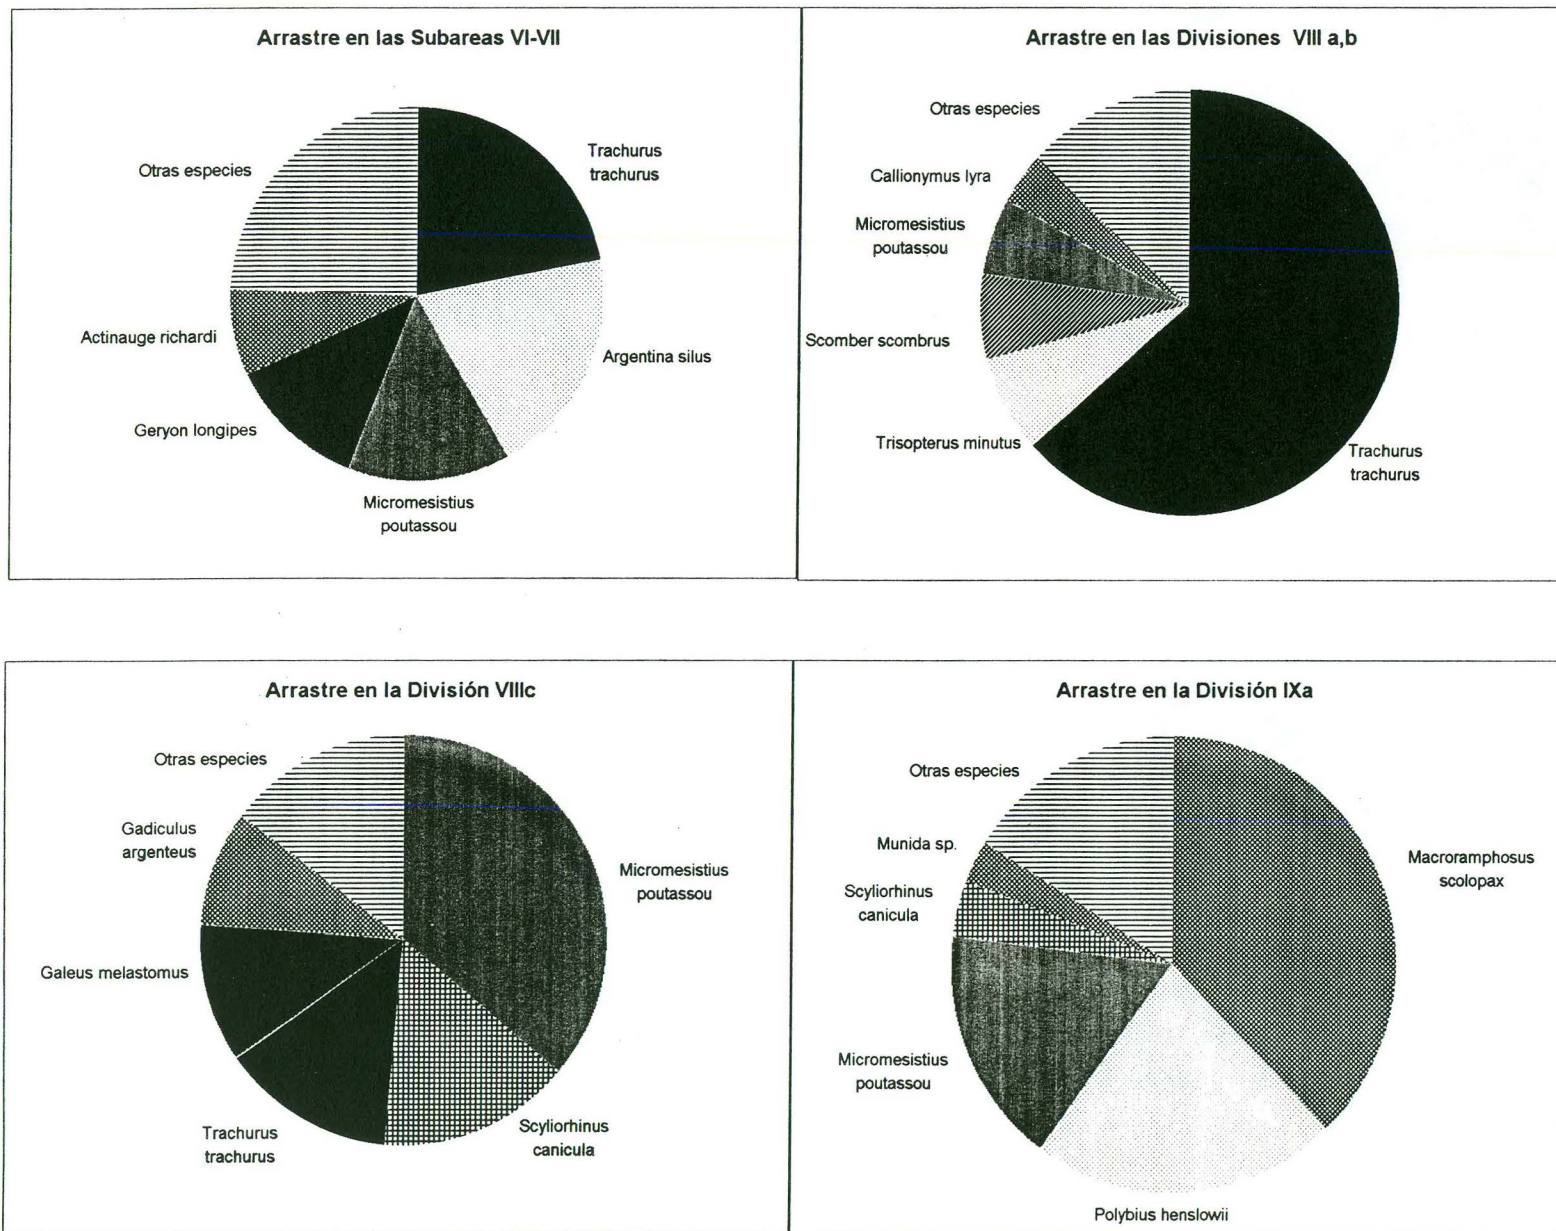 Arrastre en las Subareas VI-VII
Otras especies
Trachurus
trachurus
Actinauge richardi
Argentina silus
Geryon longipes
Micromesistius
poutassou
Arrastre en las Divisiones VIII a,b
Otras especies
Callionymus lyra
Micromesistius
poutassou
Scomber scombrus
Trisopterus minutus
Trachurus
trachurus
Arrastre en la División VIIIc
Otras especies
Gadiculus
argenteus
Micromesistius
poutassou
Galeus melastomus
Trachurus
trachurus
Scyliorhinus
canicula
Arrastre en la División IXa
Otras especies
Munida sp.
Macroramphosus
scolopax
Scyliorhinus
canicula
Micromesistius
poutassou
Polybius henslowii